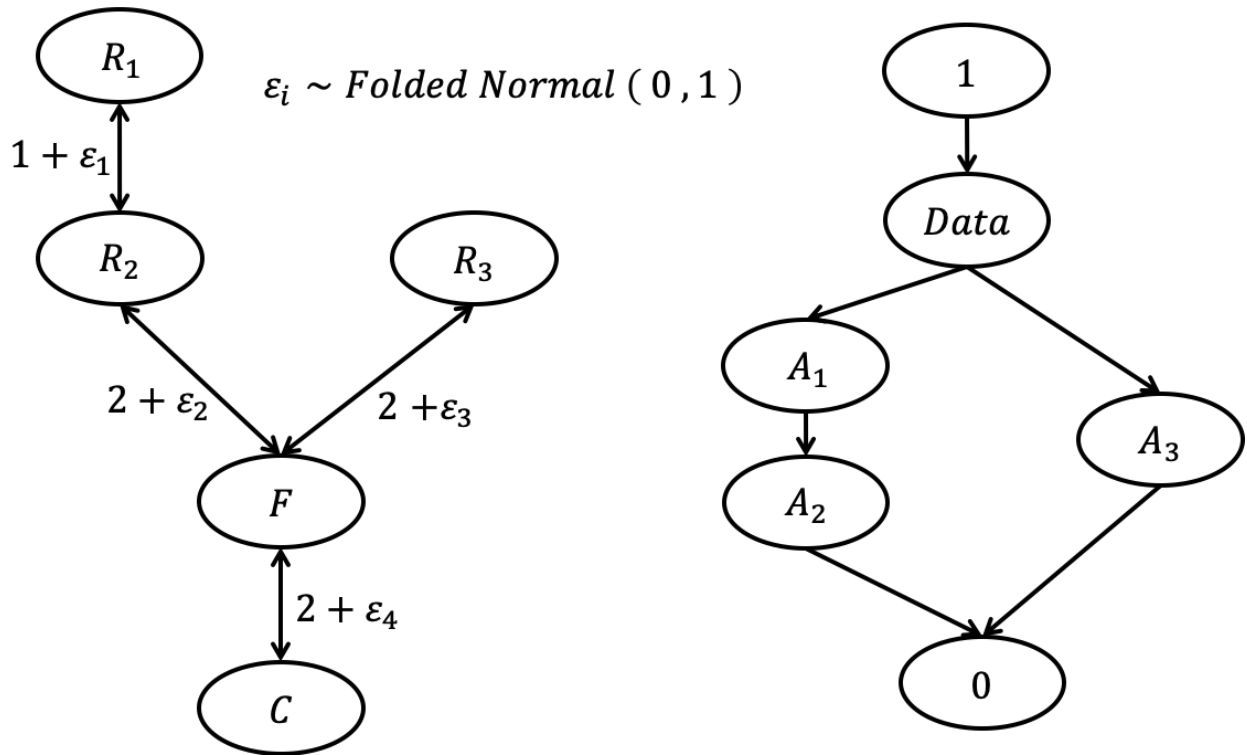 R₁
εᵢ ~ Folded Normal ( 0 , 1 )
1 + ε₁
R₂
R₃
2 + ε₂
2 +ε₃
F
2 + ε₄
C
1
Data
A₁
A₃
A₂
0